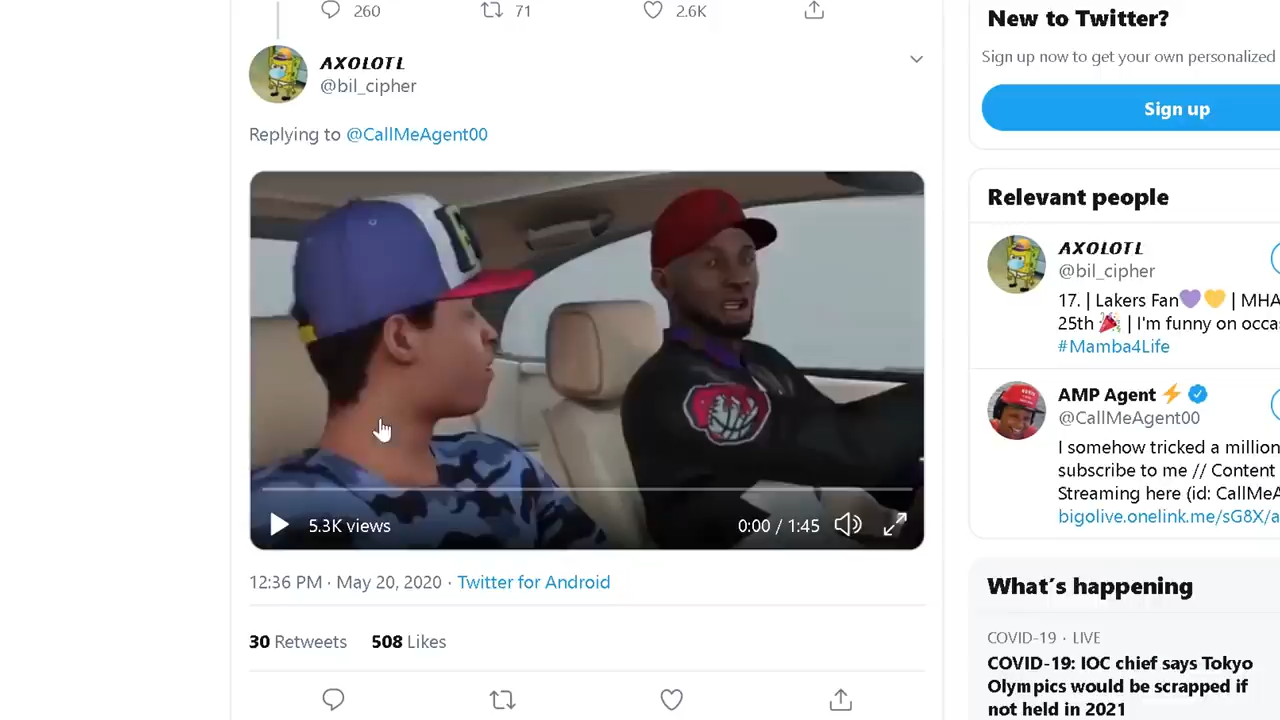 260
71
2.6K
AXOLOTL
@bil_cipher
Replying to @CallMeAgent00
5.3K views
0:00 / 1:45
12:36 PM · May 20, 2020 · Twitter for Android
30 Retweets
508 Likes
New to Twitter?
Sign up now to get your own personalized
Sign up
Relevant people
AXOLOTL
@bil_cipher
17. | Lakers Fan💜💛 | MHA
25th 🎉 | I'm funny on occa
#Mamba4Life
AMP Agent ⚡
@CallMeAgent00
I somehow tricked a million
subscribe to me // Content
Streaming here (id: CallMeA
bigolive.onelink.me/sG8X/a
What's happening
COVID-19 · LIVE
COVID-19: IOC chief says Tokyo
Olympics would be scrapped if
not held in 2021